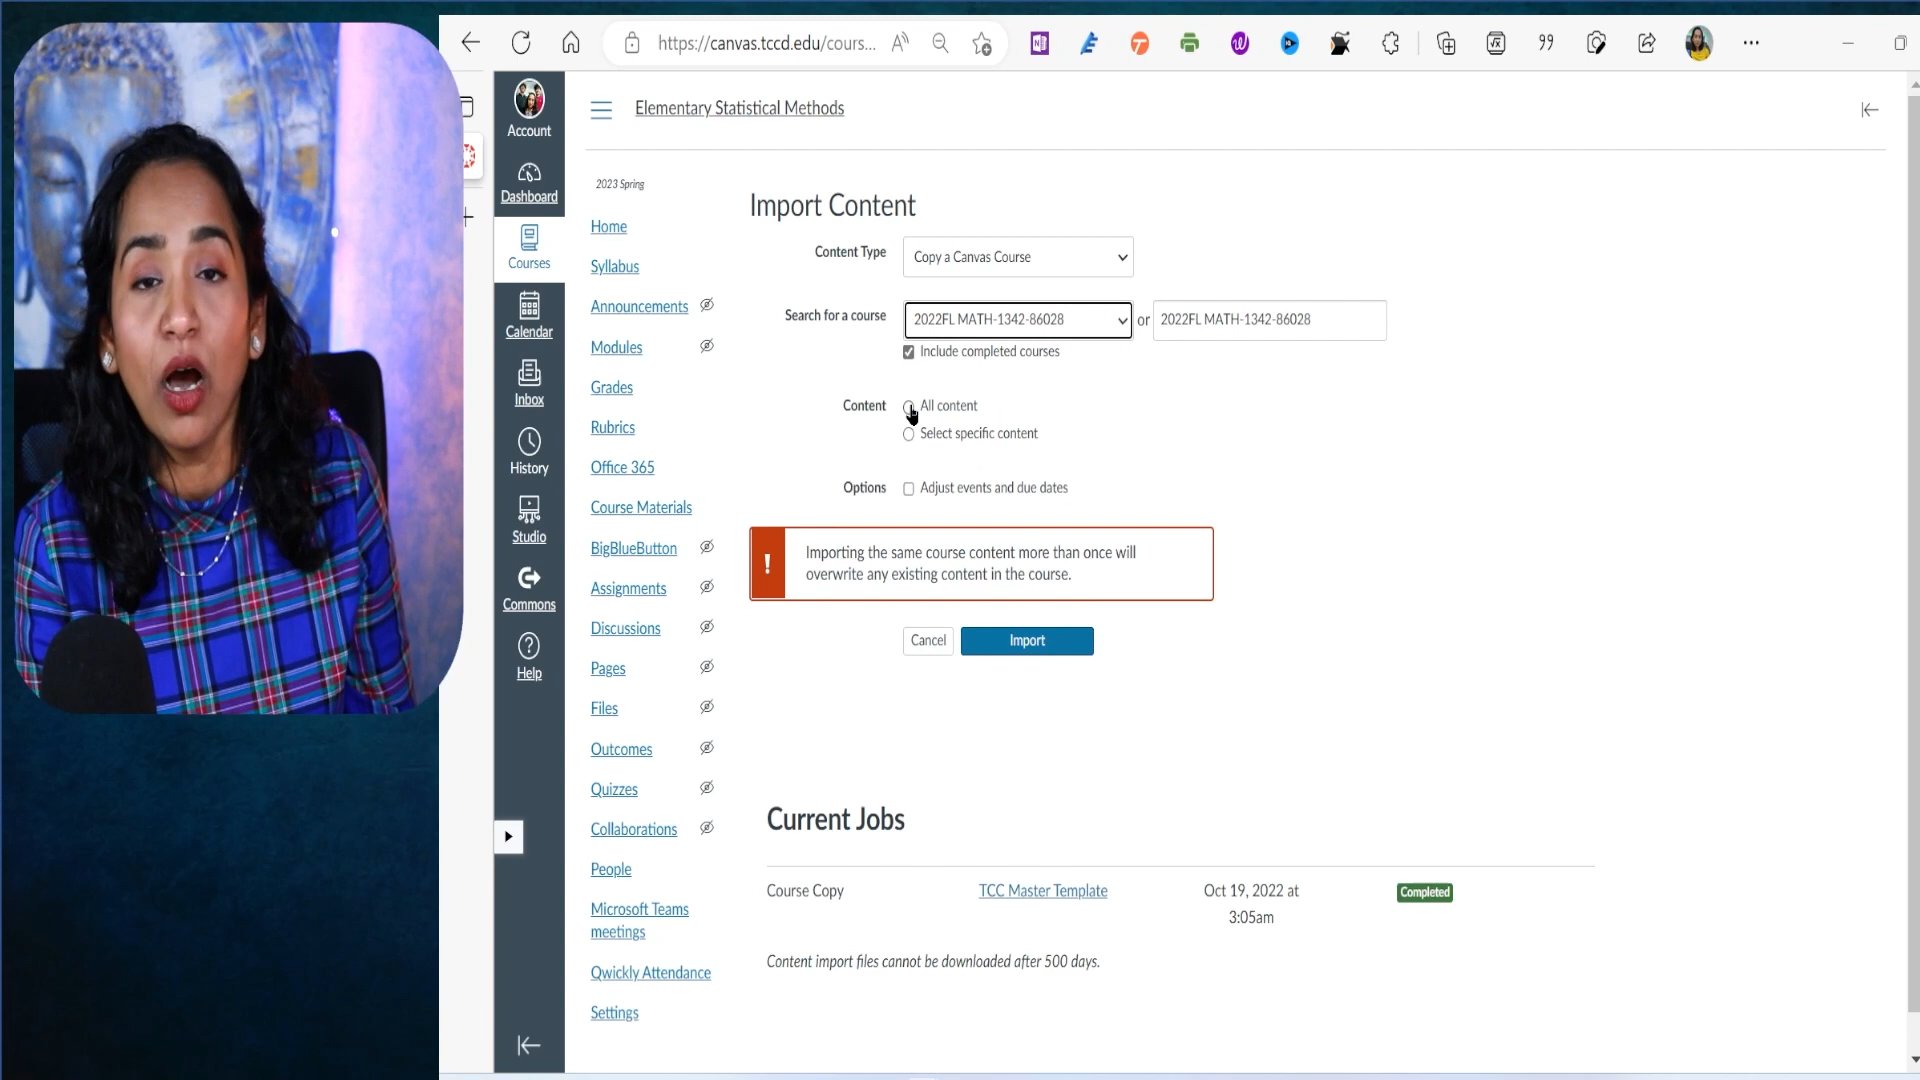 https://canvas.tccd.edu/cours...
Account
Dashboard
Courses
Calendar
Inbox
History
Studio
Commons
Help
Elementary Statistical Methods
2023 Spring
Home
Syllabus
Announcements
Modules
Grades
Rubrics
Office 365
Course Materials
BigBlueButton
Assignments
Discussions
Pages
Files
Outcomes
Quizzes
Collaborations
People
Microsoft Teams
meetings
Qwickly Attendance
Settings
Import Content
Content Type Copy a Canvas Course
Search for a course 2022FL MATH-1342-86028 or 2022FL MATH-1342-86028
Include completed courses
Content All content
Select specific content
Options Adjust events and due dates
! Importing the same course content more than once will
overwrite any existing content in the course.
Cancel Import
Current Jobs
Course Copy TCC Master Template Oct 19, 2022 at Completed
3:05am
Content import files cannot be downloaded after 500 days.